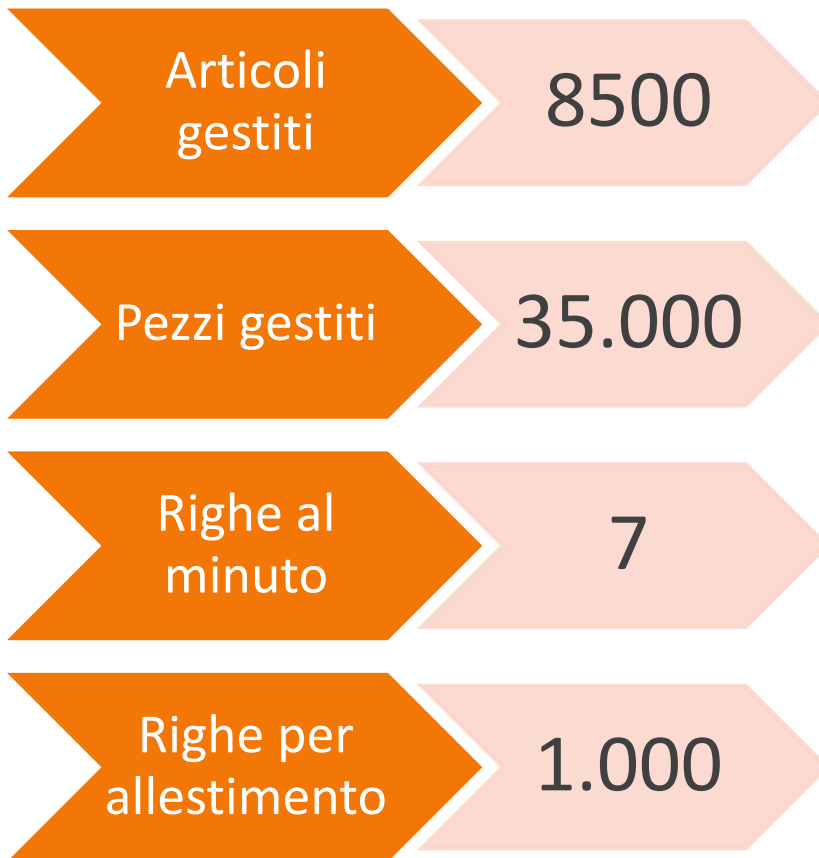 Articoli
gestiti
8500
Pezzi gestiti
35.000
Righe al
minuto
7
Righe per
allestimento
1.000